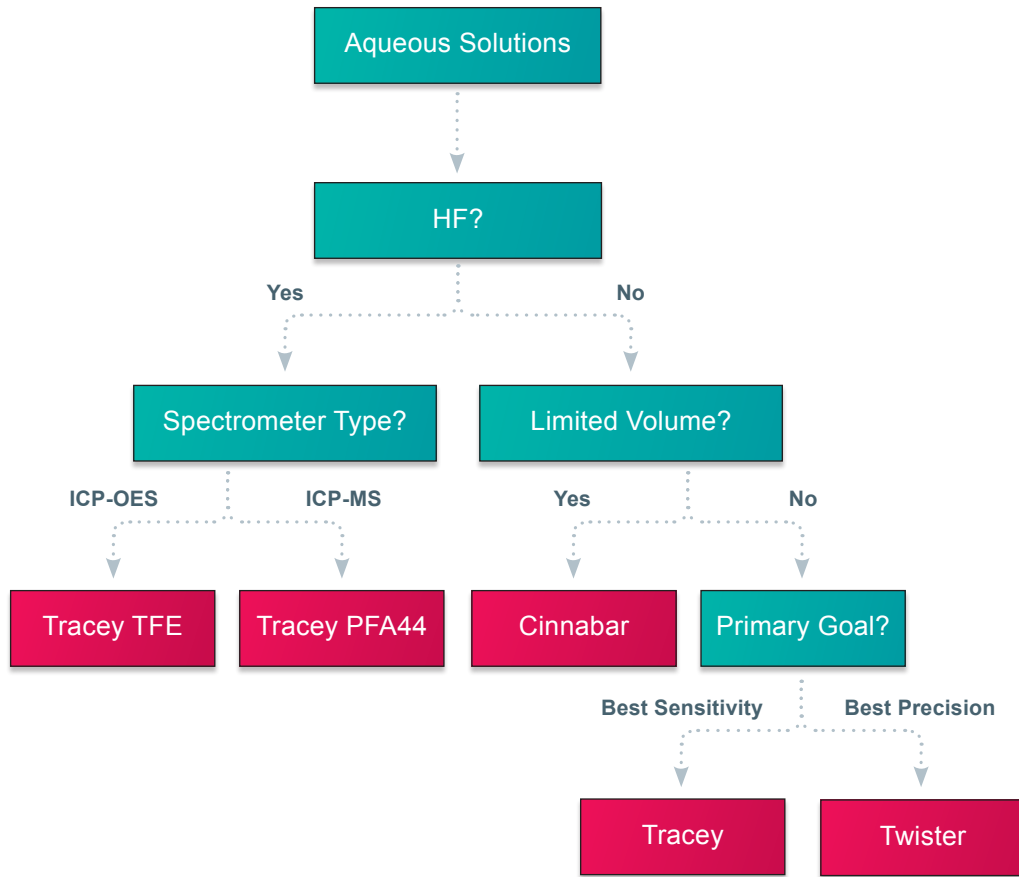 Aqueous Solutions
HF?
Yes
No
Spectrometer Type?
Limited Volume?
ICP-OES
ICP-MS
Yes
No
Tracey TFE
Tracey PFA44
Cinnabar
Primary Goal?
Best Sensitivity
Best Precision
Tracey
Twister